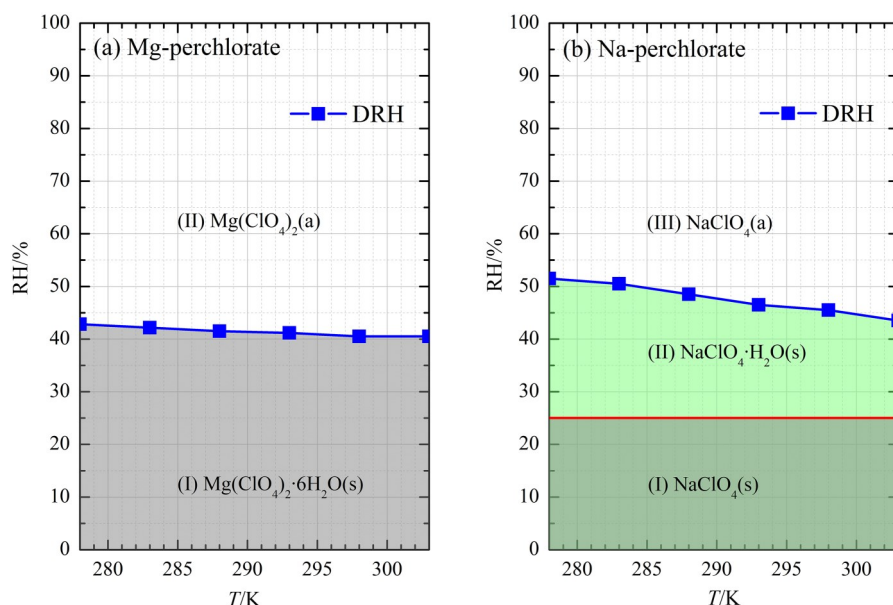 (a) Mg-perchlorate
DRH
(II) Mg(ClO₄)₂(a)
(I) Mg(ClO₄)₂·6H₂O(s)
RH/%
100
90
80
70
60
50
40
30
20
10
0
280
285
290
295
300
T/K
(b) Na-perchlorate
DRH
(III) NaClO₄(a)
(II) NaClO₄·H₂O(s)
(I) NaClO₄(s)
RH/%
100
90
80
70
60
50
40
30
20
10
0
280
285
290
295
300
T/K